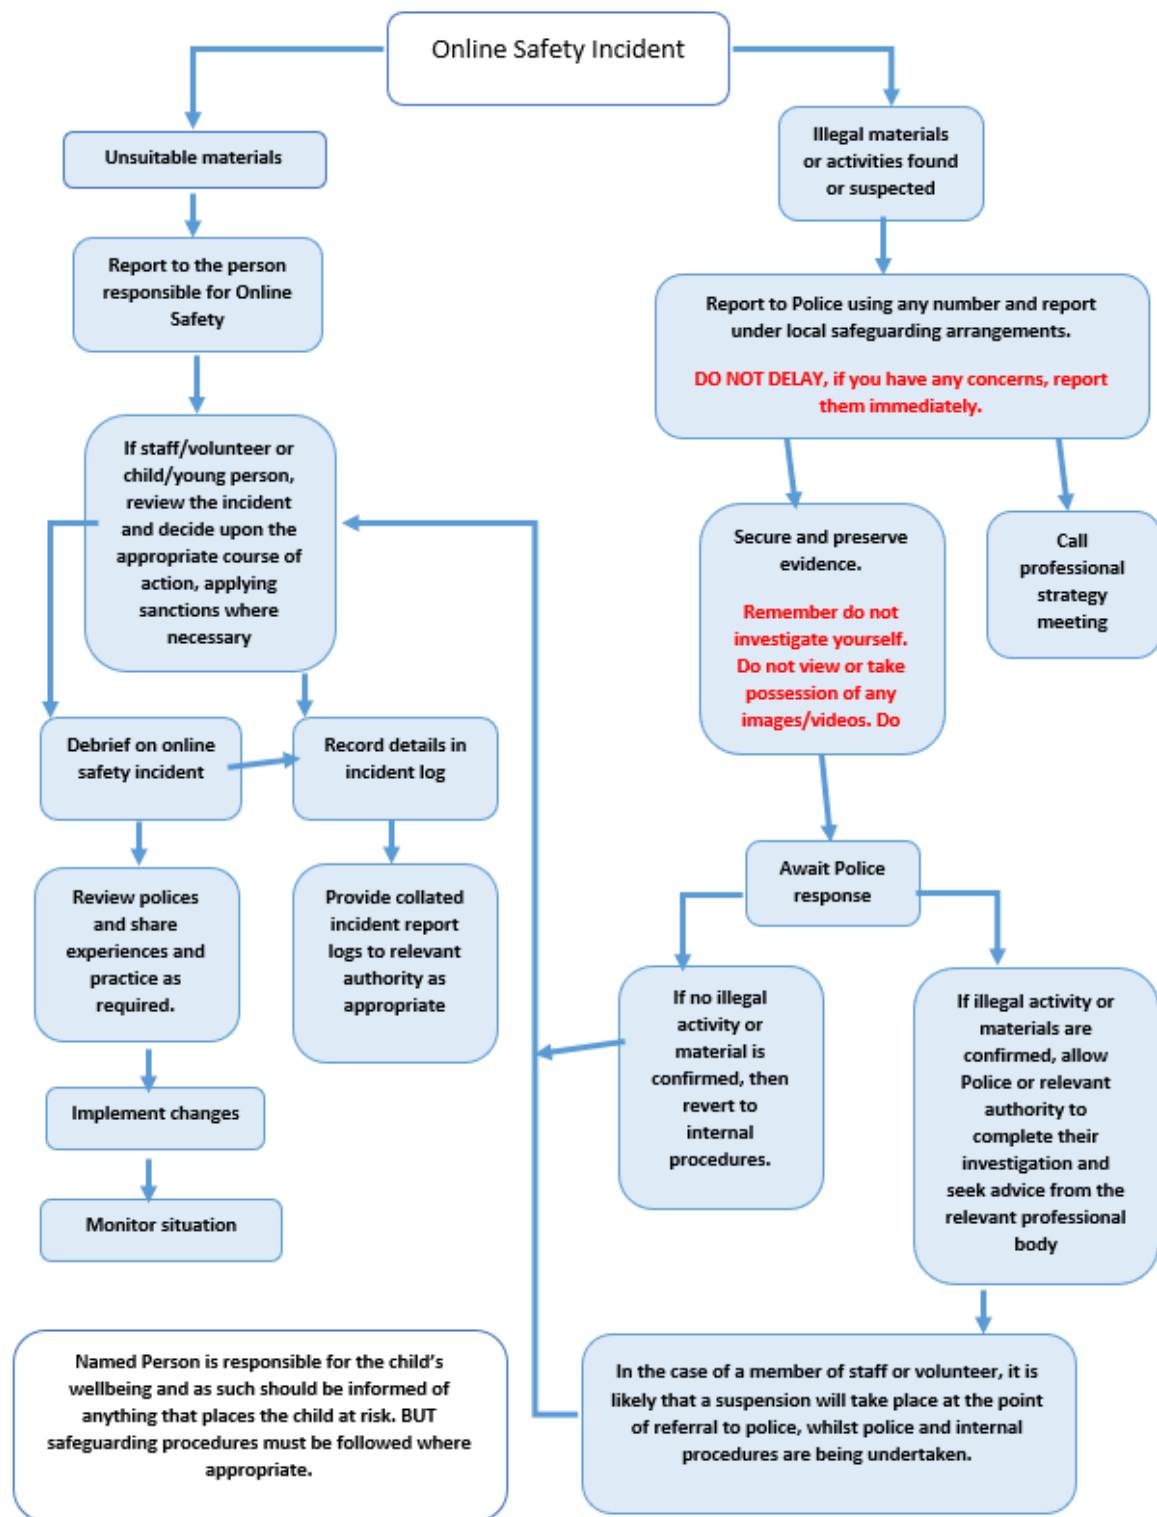 Online Safety Incident
Unsuitable materials
Report to the person
responsible for Online
Safety
If staff/volunteer or
child/young person,
review the incident
and decide upon the
appropriate course of
action, applying
sanctions where
necessary
Debrief on online
safety incident
Record details in
incident log
Review polices
and share
experiences and
practice as
required.
Provide collated
incident report
logs to relevant
authority as
appropriate
Implement changes
Monitor situation
Named Person is responsible for the child’s
wellbeing and as such should be informed of
anything that places the child at risk. BUT
safeguarding procedures must be followed where
appropriate.
Illegal materials
or activities found
or suspected
Report to Police using any number and report
under local safeguarding arrangements.
DO NOT DELAY, if you have any concerns, report
them immediately.
Secure and preserve
evidence.
Remember do not
investigate yourself.
Do not view or take
possession of any
images/videos. Do
Call
professional
strategy
meeting
Await Police
response
If no illegal
activity or
material is
confirmed, then
revert to
internal
procedures.
If illegal activity or
materials are
confirmed, allow
Police or relevant
authority to
complete their
investigation and
seek advice from the
relevant professional
body
In the case of a member of staff or volunteer, it is
likely that a suspension will take place at the point
of referral to police, whilst police and internal
procedures are being undertaken.